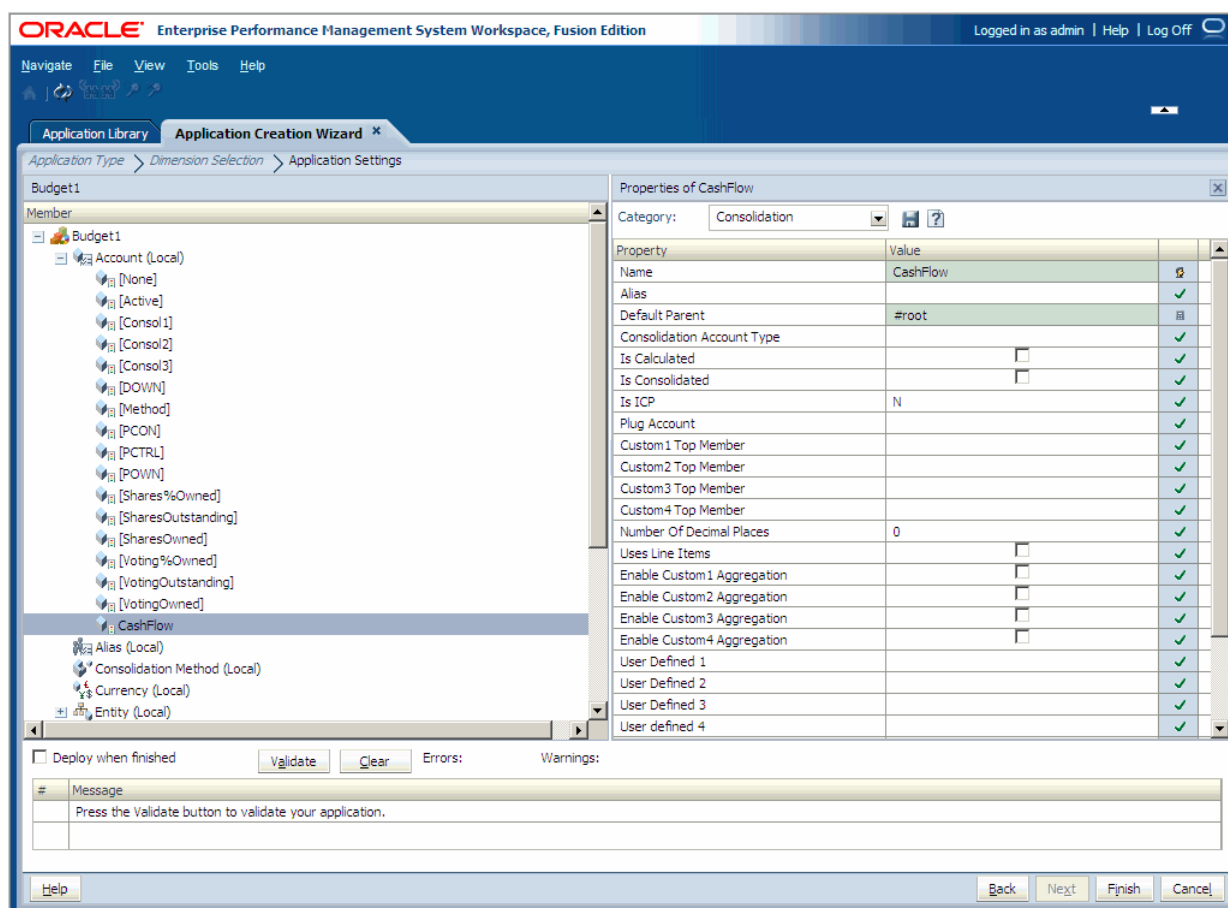 ORACLE Enterprise Performance Management System Workspace, Fusion Edition Logged in as admin | Help | Log Off
Navigate File View Tools Help
Application Library Application Creation Wizard
Application Type Dimension Selection Application Settings
Budget1 Properties of CashFlow
Member
Category: Consolidation
Budget1
Account (Local)
[None]
[Active]
[Consol1]
[Consol2]
[Consol3]
[DOWN]
[Method]
[PCON]
[PCTRL]
[POWN]
[Shares%Owned]
[SharesOutstanding]
[SharesOwned]
[Voting%Owned]
[VotingOutstanding]
[VotingOwned]
CashFlow
Alias (Local)
Consolidation Method (Local)
Currency (Local)
Entity (Local)
Property Value
Name CashFlow
Alias
Default Parent #root
Consolidation Account Type
Is Calculated
Is Consolidated
Is ICP N
Plug Account
Custom1 Top Member
Custom2 Top Member
Custom3 Top Member
Custom4 Top Member
Number Of Decimal Places 0
Uses Line Items
Enable Custom1 Aggregation
Enable Custom2 Aggregation
Enable Custom3 Aggregation
Enable Custom4 Aggregation
User Defined 1
User Defined 2
User Defined 3
User defined 4
Deploy when finished Validate Clear Errors: Warnings:
# Message
Press the Validate button to validate your application.
Help Back Next Finish Cancel